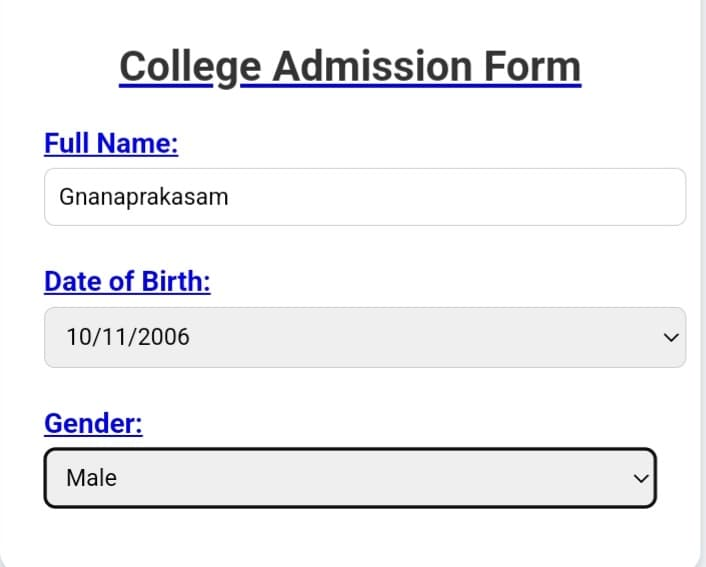 College Admission Form
Full Name:
Gnanaprakasam
Date of Birth:
10/11/2006
Gender:
Male